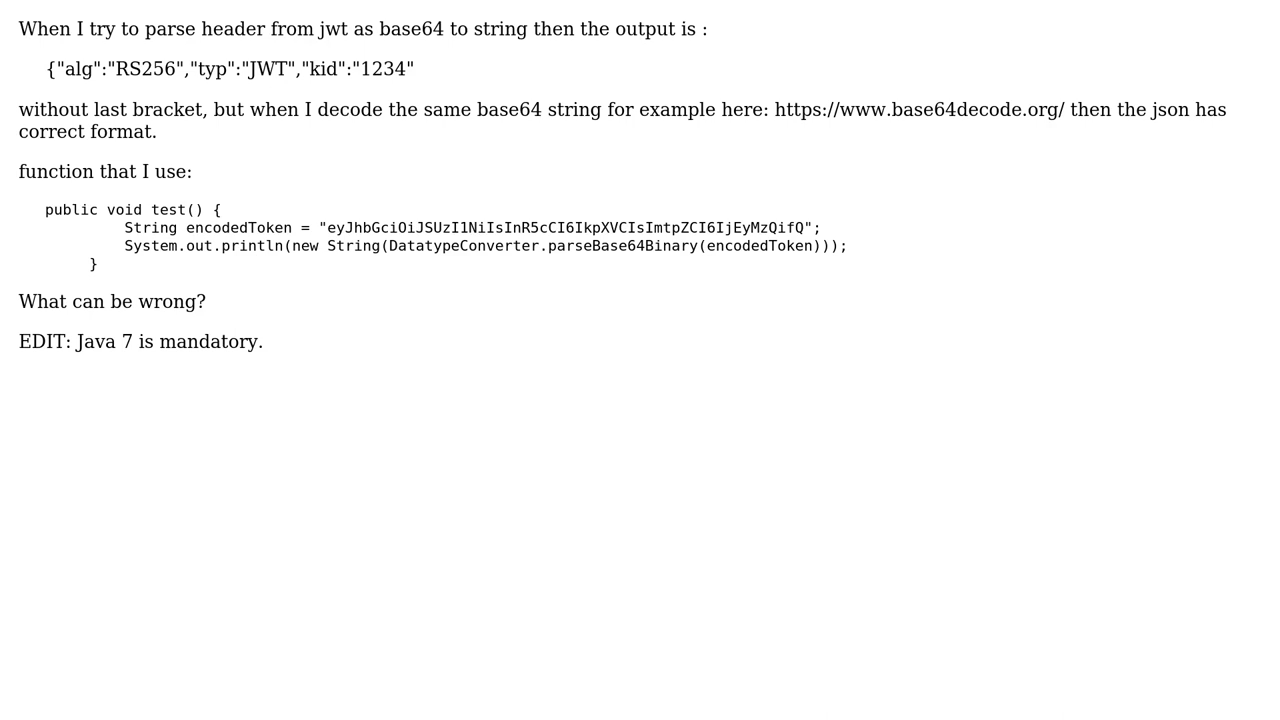 When I try to parse header from jwt as base64 to string then the output is :
{"alg":"RS256","typ":"JWT","kid":"1234"
without last bracket, but when I decode the same base64 string for example here: https://www.base64decode.org/ then the json has
correct format.
function that I use:
public void test() {
String encodedToken = "eyJhbGciOiJSUzI1NiIsInR5cCI6IkpXVCIsImtpZCI6IjEyMzQifQ";
System.out.println(new String(DatatypeConverter.parseBase64Binary(encodedToken)));
}
What can be wrong?
EDIT: Java 7 is mandatory.